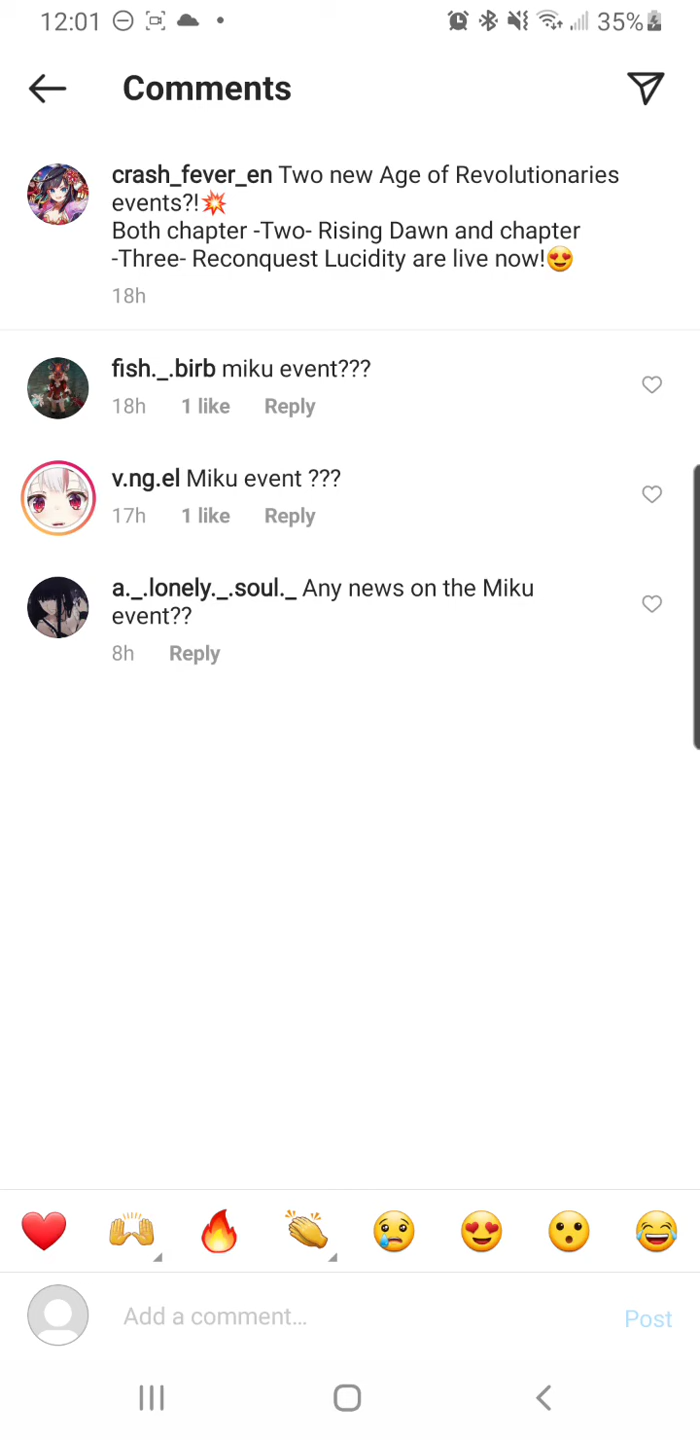 12:01 35%
Comments
crash_fever_en Two new Age of Revolutionaries
events?!💥
Both chapter -Two- Rising Dawn and chapter
-Three- Reconquest Lucidity are live now!😍
18h
fish._.birb miku event???
18h 1 like Reply
v.ng.el Miku event ???
17h 1 like Reply
a._.lonely._.soul._ Any news on the Miku
event??
8h Reply
Add a comment... Post